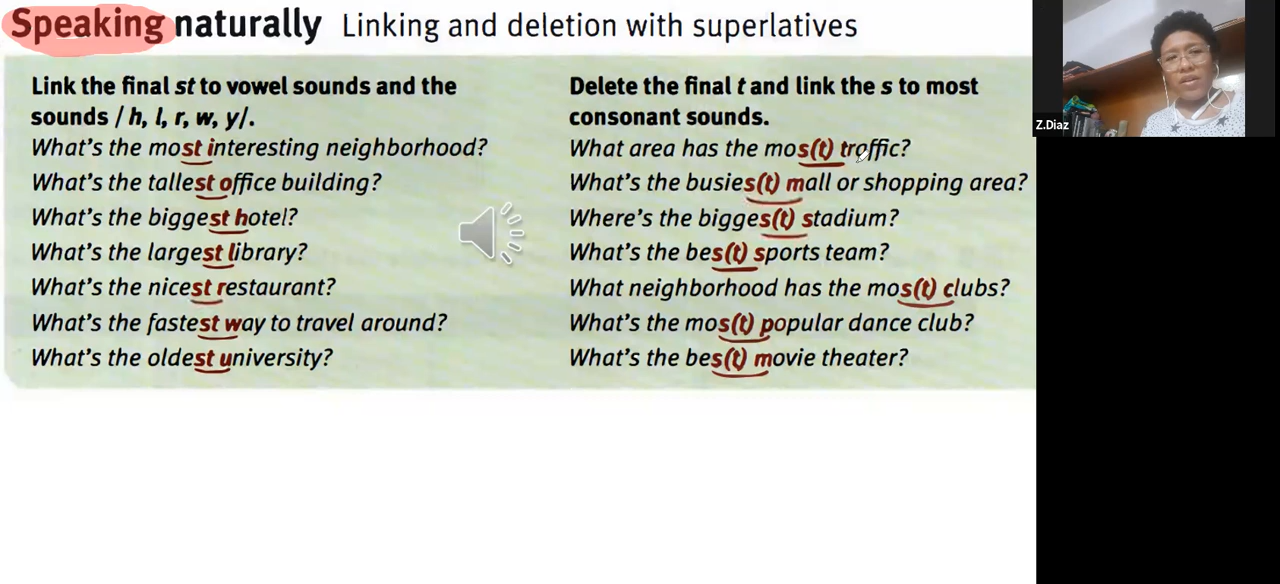 Speaking naturally Linking and deletion with superlatives
Link the final st to vowel sounds and the
sounds / h, l, r, w, y/.
What's the most interesting neighborhood?
What's the tallest office building?
What's the biggest hotel?
What's the largest library?
What's the nicest restaurant?
What's the fastest way to travel around?
What's the oldest university?
Delete the final t and link the s to most
consonant sounds.
What area has the mos(t) traffic?
What's the busies(t) mall or shopping area?
Where's the bigges(t) stadium?
What's the bes(t) sports team?
What neighborhood has the mos(t) clubs?
What's the mos(t) popular dance club?
What's the bes(t) movie theater?
Z.Diaz